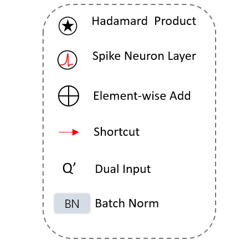 Hadamard Product
Spike Neuron Layer
Element-wise Add
Shortcut
Q' Dual Input
BN Batch Norm